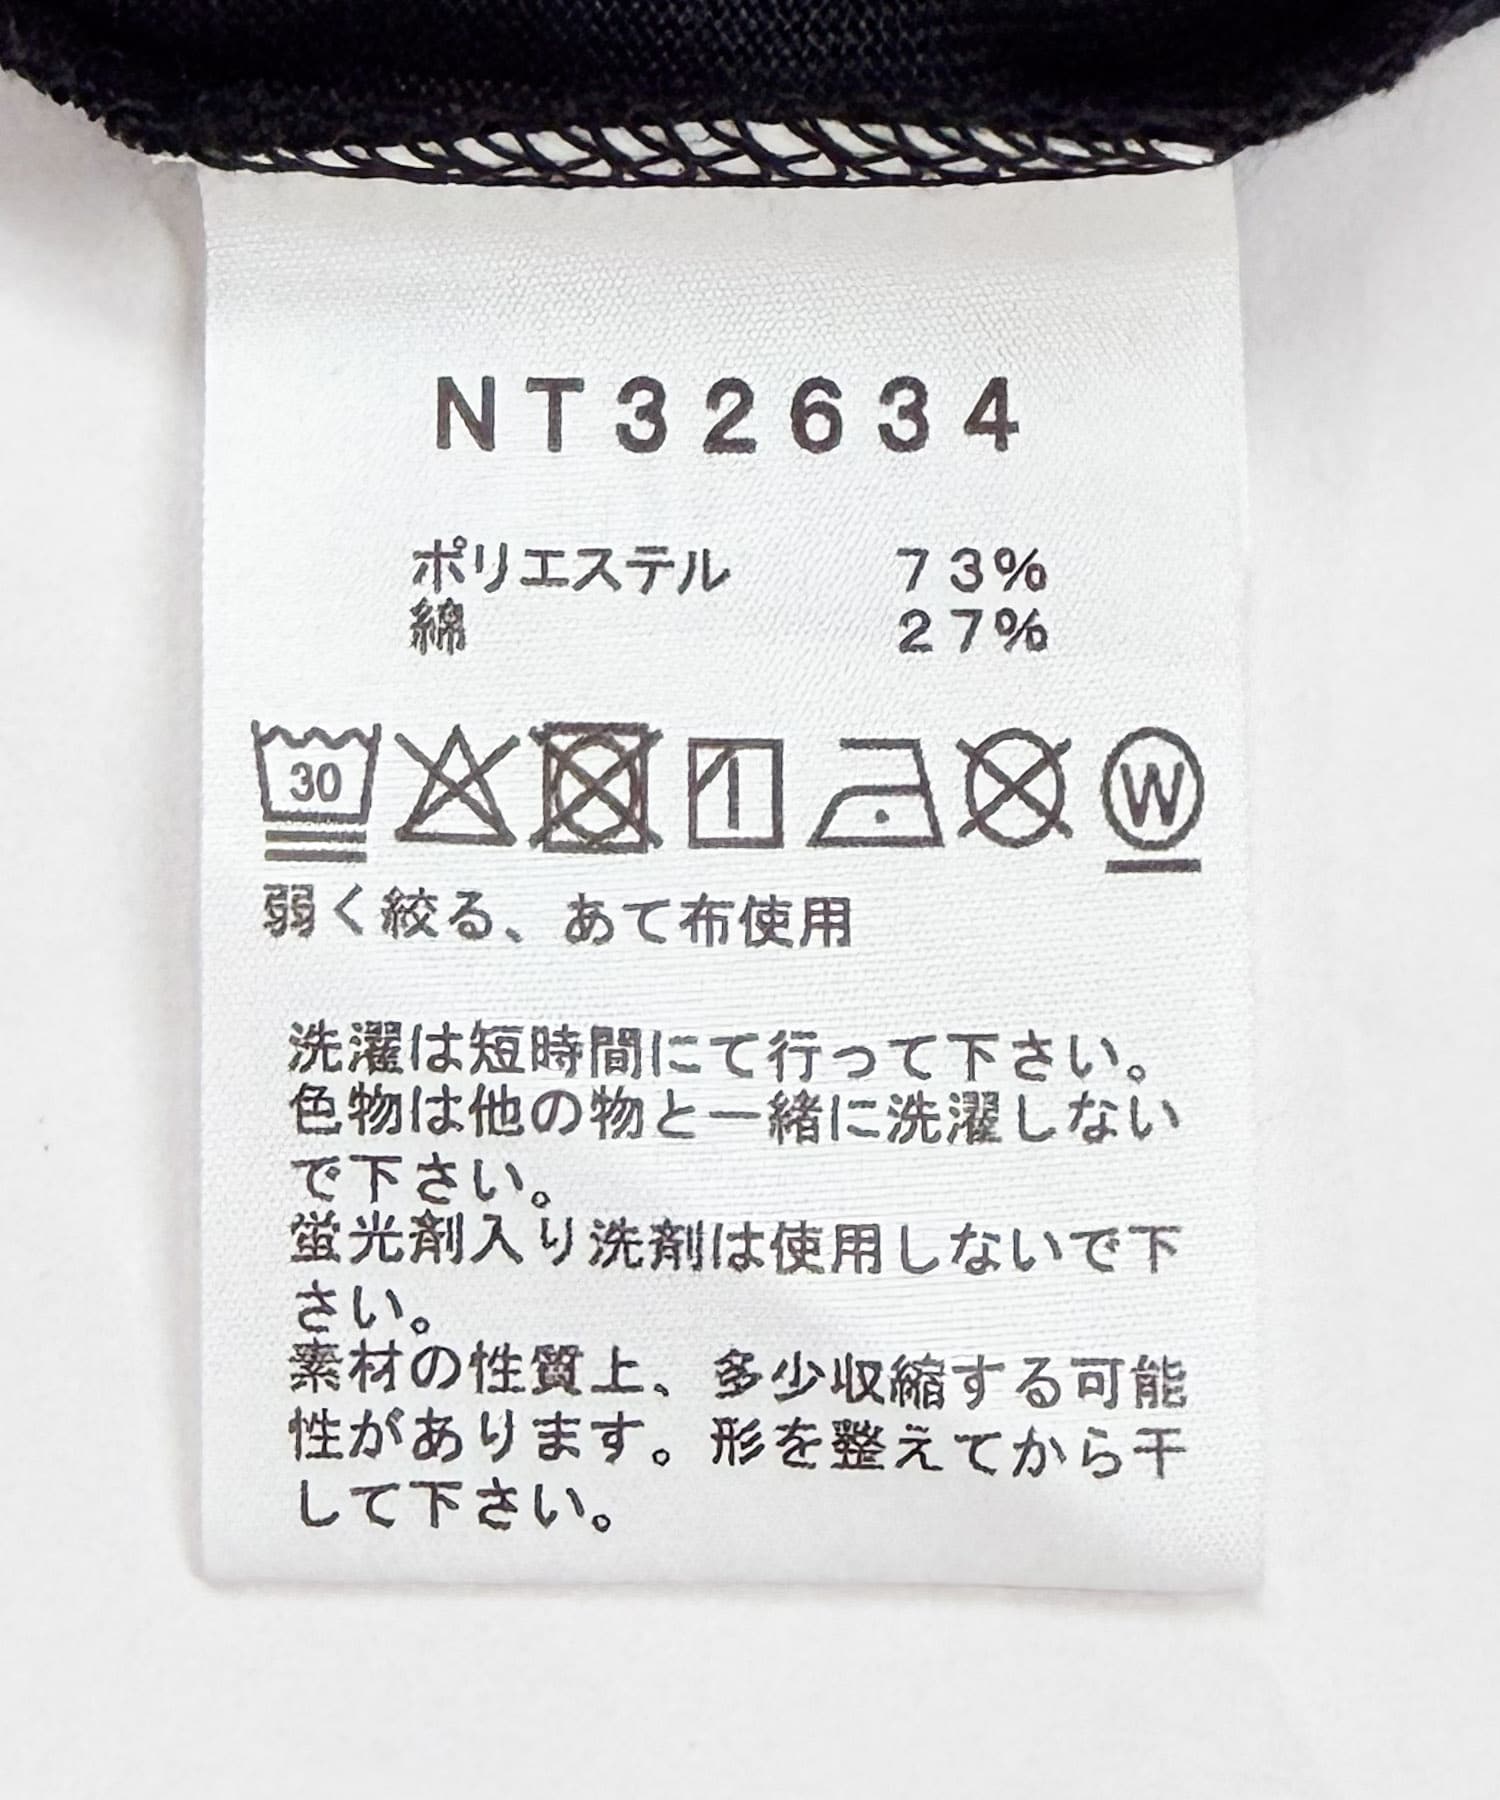 NT32634
ポリエステル 73%
綿 27%
30 W
弱く絞る、あて布使用
洗濯は短時間にて行って下さい。
色物は他の物と一緒に洗濯しない
で下さい。
蛍光剤入り洗剤は使用しないで下
さい。
素材の性質上、多少収縮する可能
性があります。形を整えてから干
して下さい。